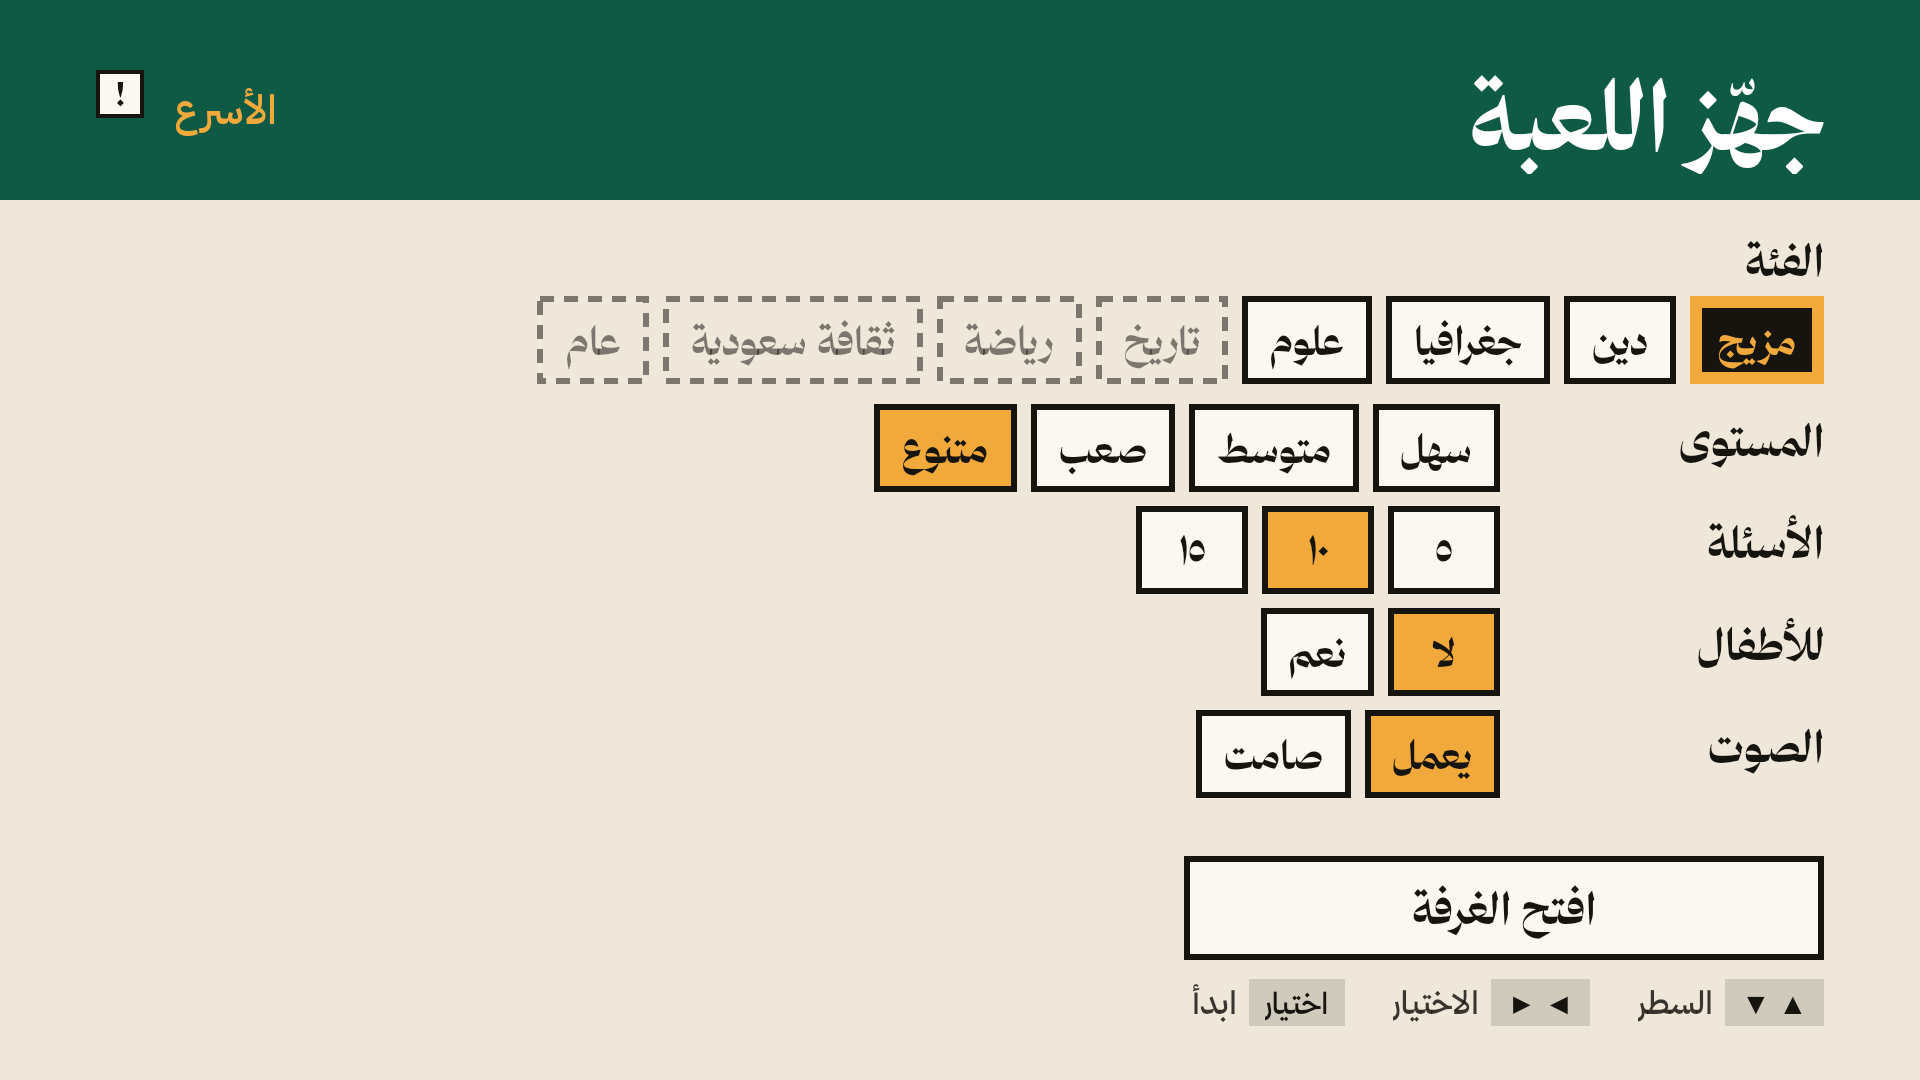 جهّز اللعبة
الأسرع !
الفئة
مزيج دين جغرافيا علوم تاريخ رياضة ثقافة سعودية عام
المستوى سهل متوسط صعب متنوع
الأسئلة ٥ ١٠ ١٥
للأطفال لا نعم
الصوت يعمل صامت
افتح الغرفة
▲ ▼ السطر ◄ ► الاختيار اختيار ابدأ